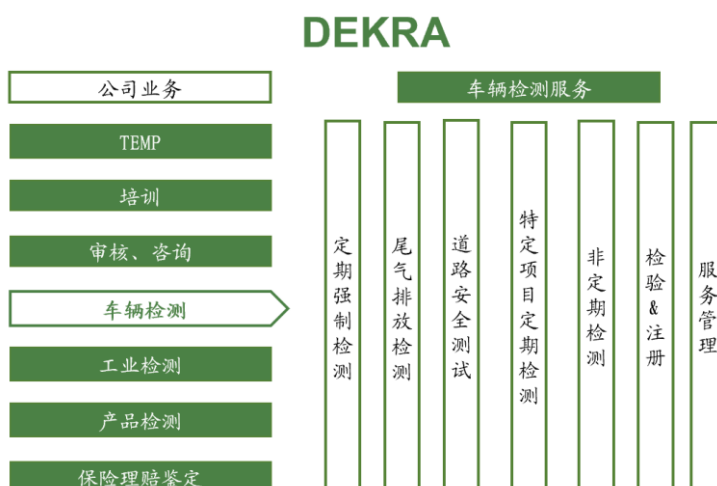 DEKRA
公司业务
TEMP
培训
审核、咨询
车辆检测
工业检测
产品检测
保险理赔鉴定
车辆检测服务
定期强制检测
尾气排放检测
道路安全测试
特定项目定期检测
非定期检测
检验&注册
服务管理